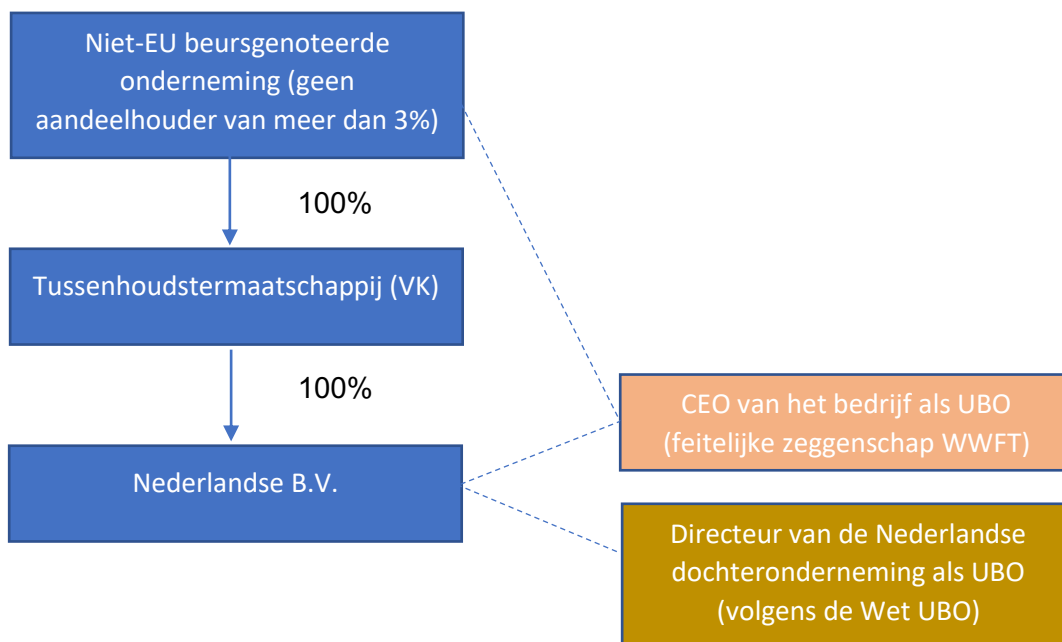 Niet-EU beursgenoteerde
onderneming (geen
aandeelhouder van meer dan 3%)
100%
Tussenhoudstermaatschappij (VK)
100%
CEO van het bedrijf als UBO
(feitelijke zeggenschap WWFT)
Nederlandse B.V.
Directeur van de Nederlandse
dochteronderneming als UBO
(volgens de Wet UBO)